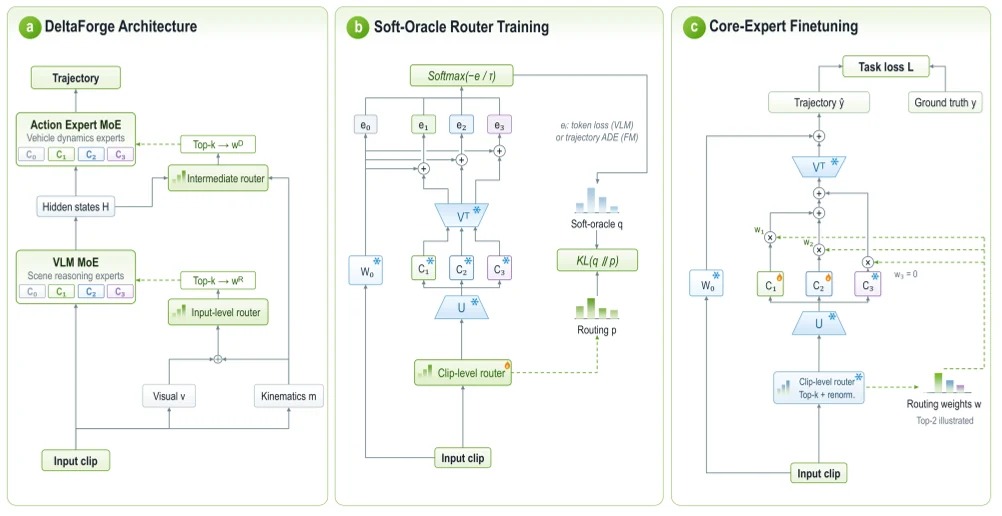 a DeltaForge Architecture
Trajectory
Action Expert MoE
Vehicle dynamics experts
C₀ C₁ C₂ C₃
Top-k → wᴰ
Intermediate router
Hidden states H
VLM MoE
Scene reasoning experts
C₀ C₁ C₂ C₃
Top-k → wᴿ
Input-level router
Visual v
Kinematics m
Input clip
b Soft-Oracle Router Training
Softmax(−e / τ)
e₀ e₁ e₂ e₃
eᵢ: token loss (VLM)
or trajectory ADE (FM)
Vᵀ
Soft-oracle q
W₀
C₁ C₂ C₃
KL(q ∥ p)
U
Routing p
Clip-level router
Input clip
c Core-Expert Finetuning
Task loss L
Trajectory ŷ
Ground truth y
Vᵀ
w₁
w₂
w₃ = 0
W₀
C₁ C₂ C₃
U
Clip-level router
Top-k + renorm.
Routing weights w
Top-2 illustrated
Input clip